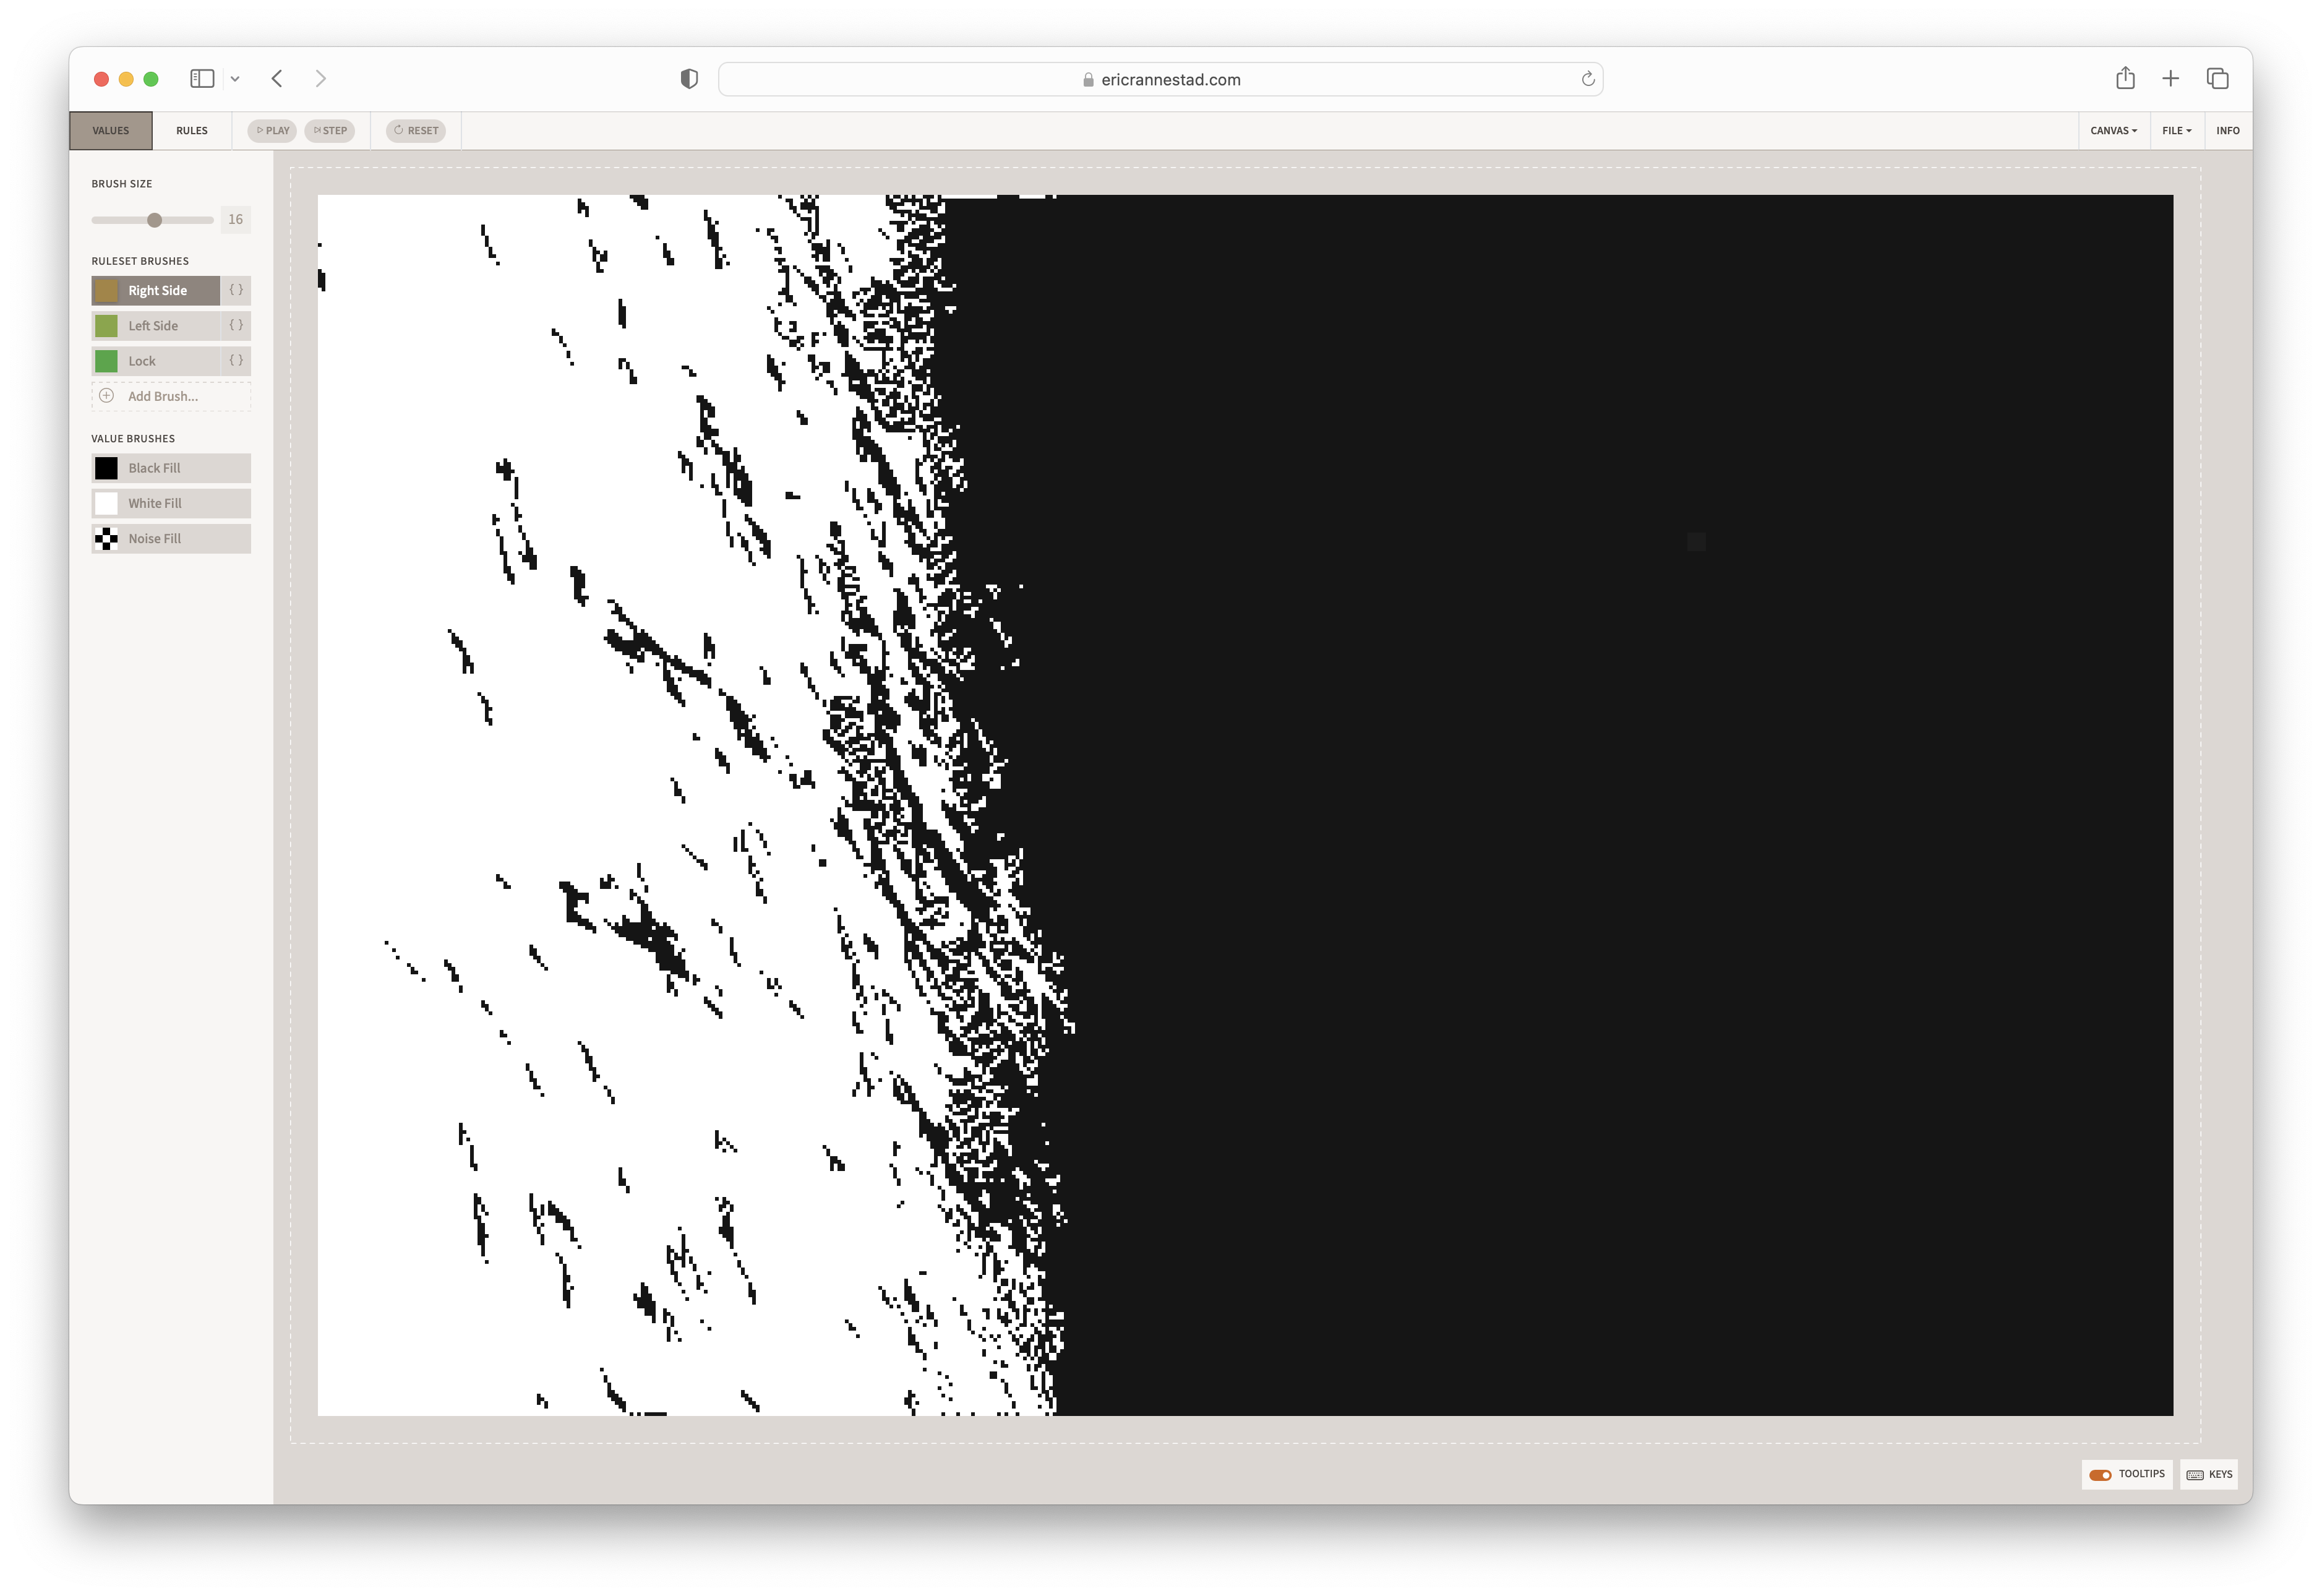 ericrannestad.com
VALUES RULES PLAY STEP RESET CANVAS FILE INFO
BRUSH SIZE
16
RULESET BRUSHES
Right Side { }
Left Side { }
Lock { }
Add Brush...
VALUE BRUSHES
Black Fill
White Fill
Noise Fill
TOOLTIPS KEYS